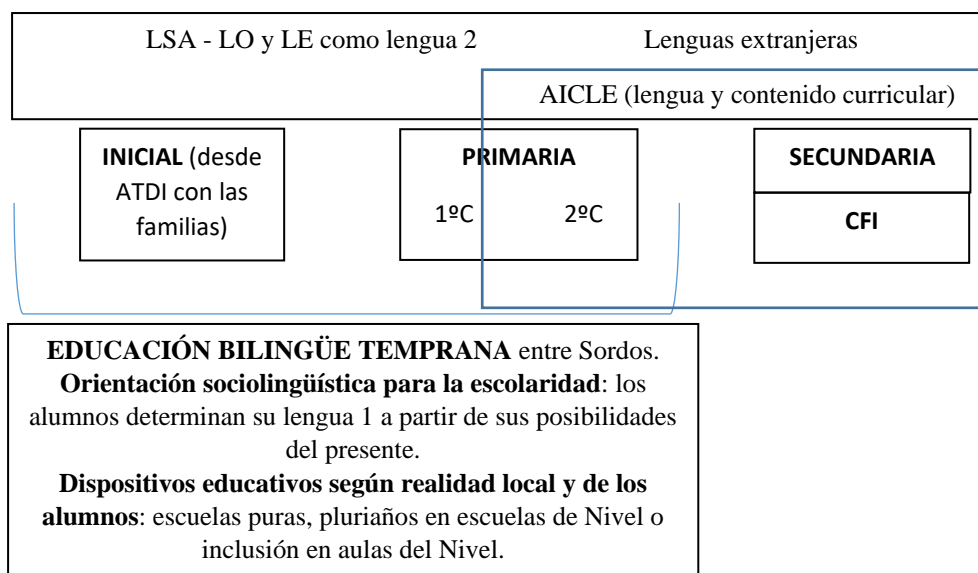 LSA - LO y LE como lengua 2 Lenguas extranjeras
AICLE (lengua y contenido curricular)
INICIAL (desde
ATDI con las
familias)
PRIMARIA
1ºC 2ºC
SECUNDARIA
CFI
EDUCACIÓN BILINGÜE TEMPRANA entre Sordos.
Orientación sociolingüística para la escolaridad: los
alumnos determinan su lengua 1 a partir de sus posibilidades
del presente.
Dispositivos educativos según realidad local y de los
alumnos: escuelas puras, pluriaños en escuelas de Nivel o
inclusión en aulas del Nivel.